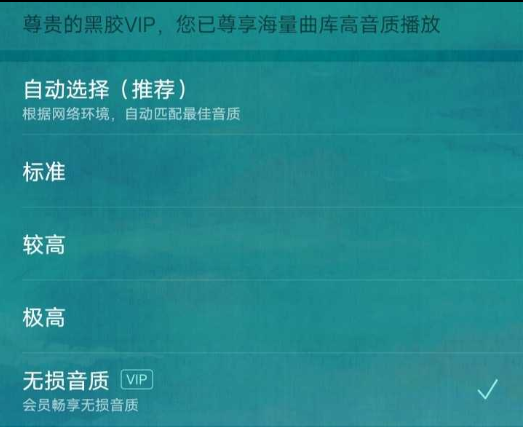 尊贵的黑胶VIP，您已尊享海量曲库高音质播放
自动选择（推荐）
根据网络环境，自动匹配最佳音质
标准
较高
极高
无损音质 VIP
会员畅享无损音质